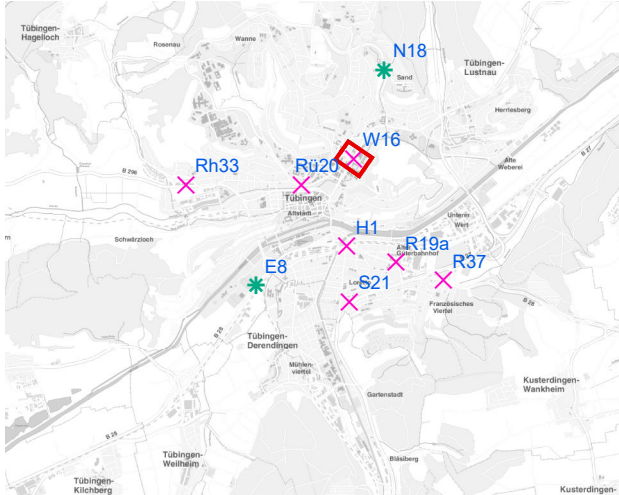 Tübingen-
Hagelloch
Rosenau
Wanne
N18
Sand
Tübingen-
Lustnau
Herrlesberg
W16
B 27
B 296
Rh33
Rü20
Alte
Weberei
Tübingen
Altstadt
Unterer
Wert
Schwärzloch
H1
Alter
Güterbahnhof
R19a
R37
E8
S21
Französisches
Viertel
B 28
Tübingen-
Derendingen
Mühlen-
viertel
Gartenstadt
Kusterdingen-
Wankheim
B 28
Tübingen-
Weilheim
Bläsiberg
Tübingen-
Kilchberg
Kusterdingen-